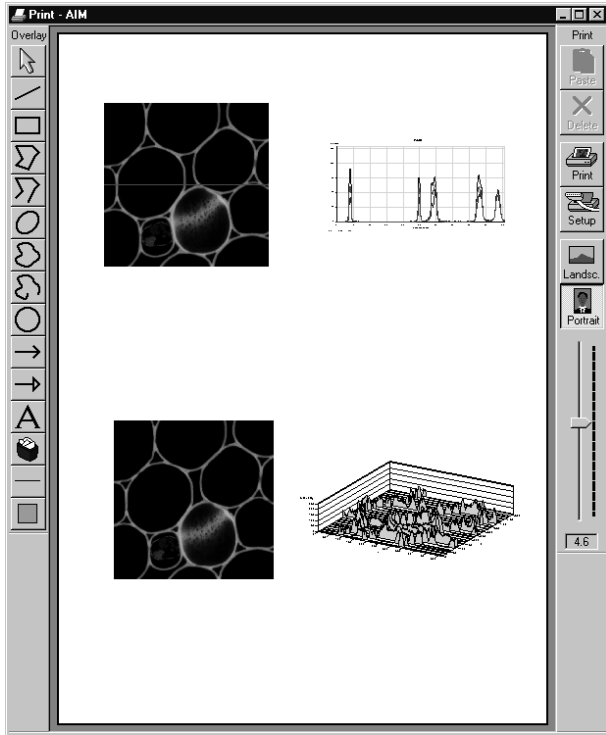 Print - AIM
Overlay
Print
Paste
Delete
Print
Setup
Landsc.
Portrait
4.6
A